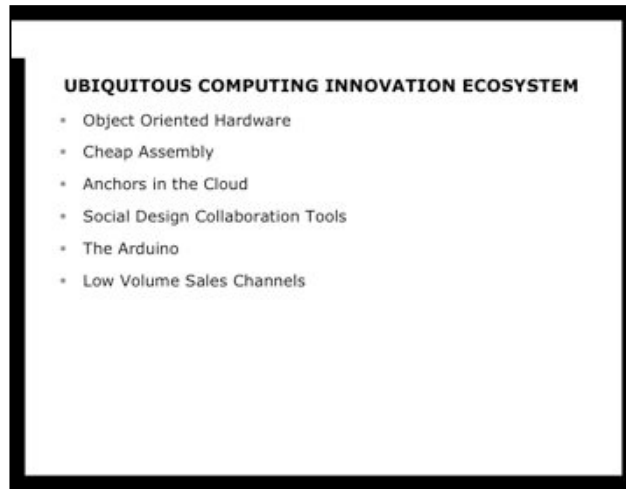 UBIQUITOUS COMPUTING INNOVATION ECOSYSTEM
• Object Oriented Hardware
• Cheap Assembly
• Anchors in the Cloud
• Social Design Collaboration Tools
• The Arduino
• Low Volume Sales Channels